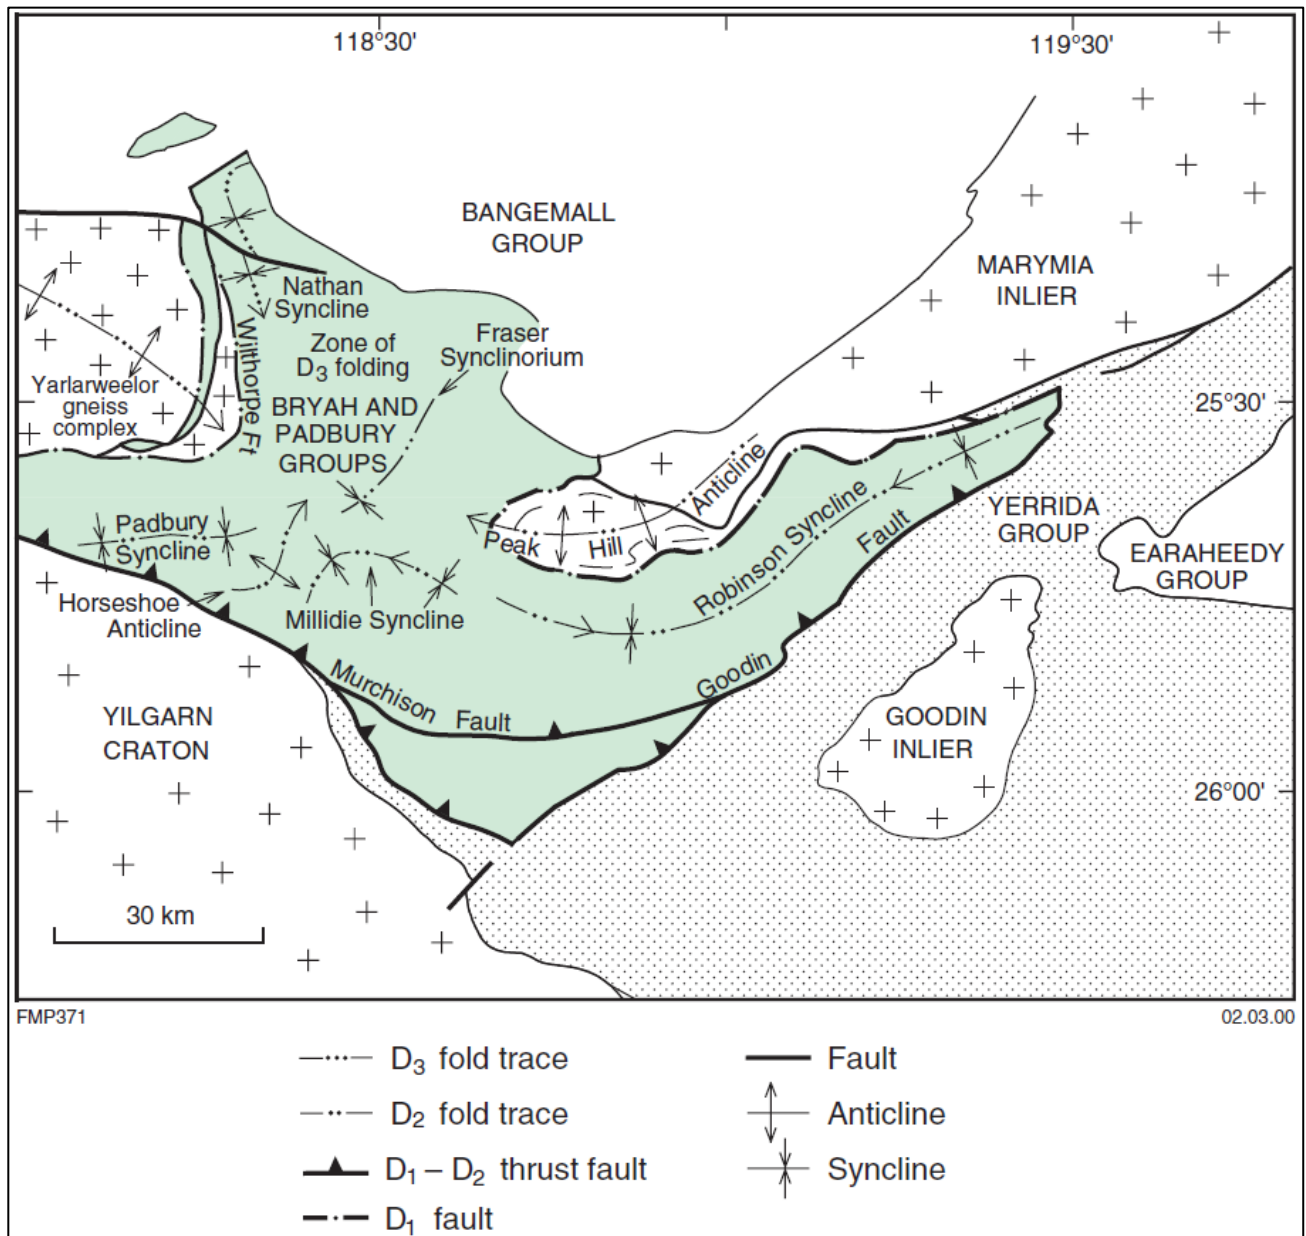 118°30'
119°30'
BANGEMALL
GROUP
MARYMIA
INLIER
Nathan
Syncline
Zone of
D3 folding
Fraser
Synclinorium
Wilthorpe Ft
Yarlarweelor
gneiss
complex
BRYAH AND
PADBURY
GROUPS
25°30'
Anticline
Peak Hill
Robinson Syncline
YERRIDA
GROUP
EARAHEEDY
GROUP
Padbury
Syncline
Horseshoe
Anticline
Millidie Syncline
Goodin Fault
Murchison Fault
YILGARN
CRATON
GOODIN
INLIER
26°00'
30 km
FMP371
02.03.00
D3 fold trace
Fault
D2 fold trace
Anticline
D1 – D2 thrust fault
Syncline
D1 fault